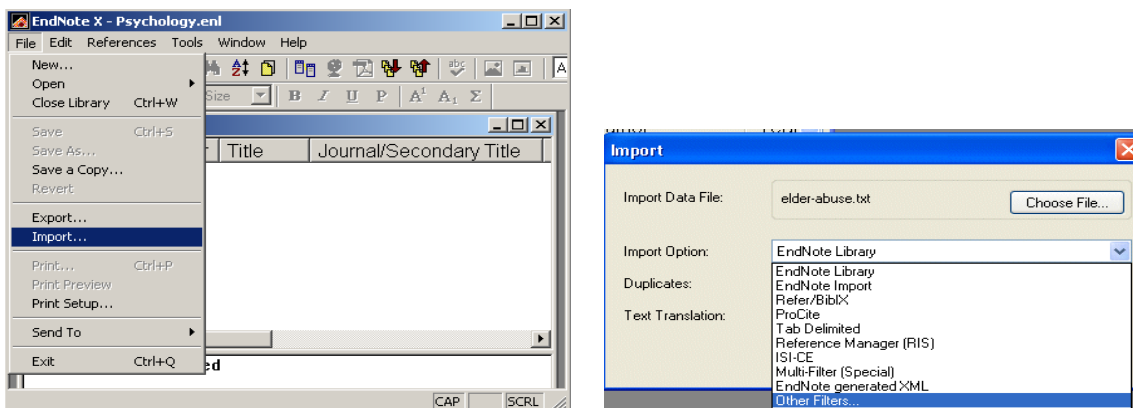 EndNote X - Psychology.enl
File Edit References Tools Window Help
New...
Open
Close Library Ctrl+W
Size B I U P A1 A1 Σ
Save Ctrl+S
Save As...
Title Journal/Secondary Title
Save a Copy...
Revert
Export...
Import...
Print... Ctrl+P
Print Preview
Print Setup...
Send To
Exit Ctrl+Q
CAP SCRL
Import
Import Data File: elder-abuse.txt Choose File...
Import Option: EndNote Library
EndNote Library
Duplicates: EndNote Import
Refer/BibIX
Text Translation: ProCite
Tab Delimited
Reference Manager (RIS)
ISI-CE
Multi-Filter (Special)
EndNote generated XML
Other Filters...